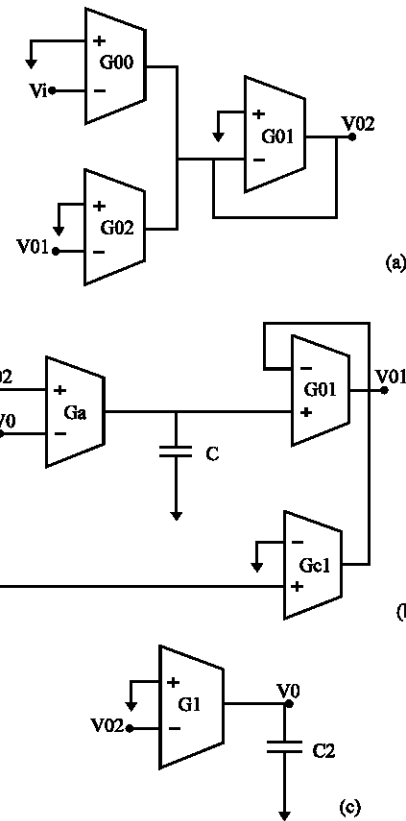 +
G00
Vi
−
+
G01
V02
−
+
G02
V01
−
(a)
−
G01
V01
+
02
+
Ga
V0
−
C
−
Gc1
+
(b
+
G1
V0
V02
−
C2
(c)